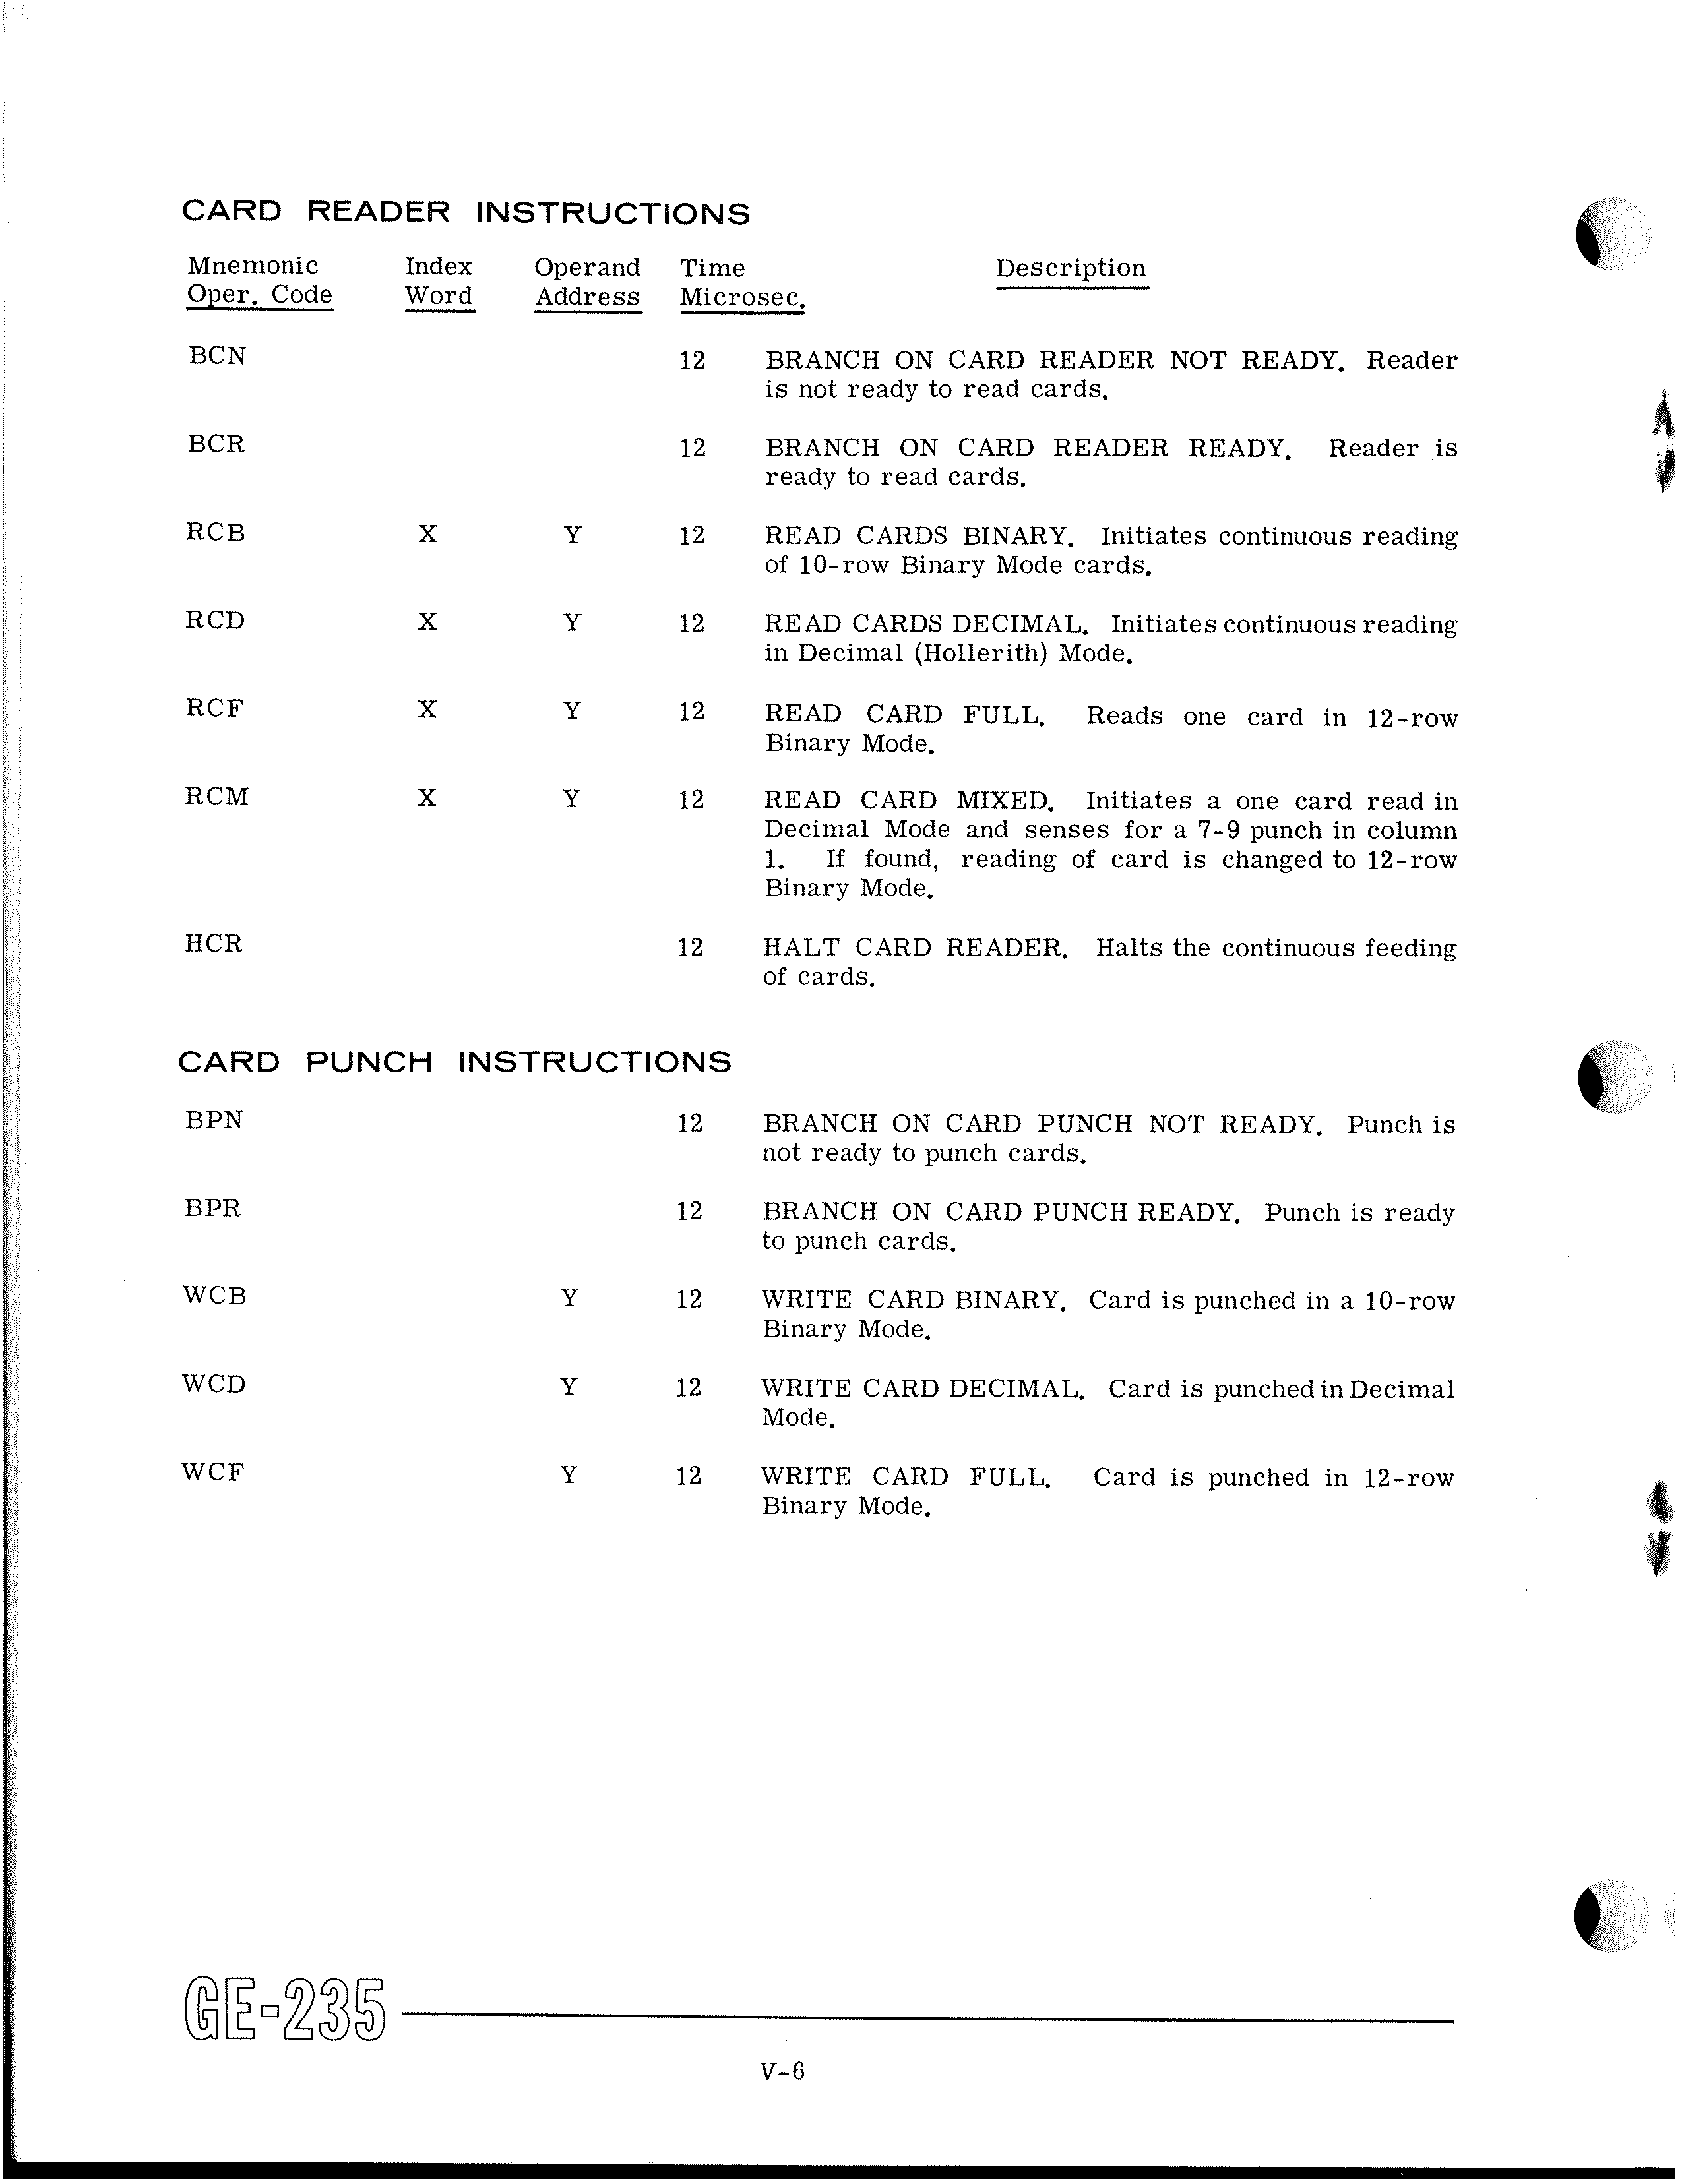 CARD READER INSTRUCTIONS
Mnemonic Index Operand Time Description
Oper. Code Word Address Microsec.
BCN 12 BRANCH ON CARD READER NOT READY. Reader
is not ready to read cards.
BCR 12 BRANCH ON CARD READER READY. Reader is
ready to read cards.
RCB X Y 12 READ CARDS BINARY. Initiates continuous reading
of 10-row Binary Mode cards.
RCD X Y 12 READ CARDS DECIMAL. Initiates continuous reading
in Decimal (Hollerith) Mode.
RCF X Y 12 READ CARD FULL. Reads one card in 12-row
Binary Mode.
RCM X Y 12 READ CARD MIXED. Initiates a one card read in
Decimal Mode and senses for a 7-9 punch in column
1. If found, reading of card is changed to 12-row
Binary Mode.
HCR 12 HALT CARD READER. Halts the continuous feeding
of cards.
CARD PUNCH INSTRUCTIONS
BPN 12 BRANCH ON CARD PUNCH NOT READY. Punch is
not ready to punch cards.
BPR 12 BRANCH ON CARD PUNCH READY. Punch is ready
to punch cards.
WCB Y 12 WRITE CARD BINARY. Card is punched in a 10-row
Binary Mode.
WCD Y 12 WRITE CARD DECIMAL. Card is punched in Decimal
Mode.
WCF Y 12 WRITE CARD FULL. Card is punched in 12-row
Binary Mode.
GE-235
V-6